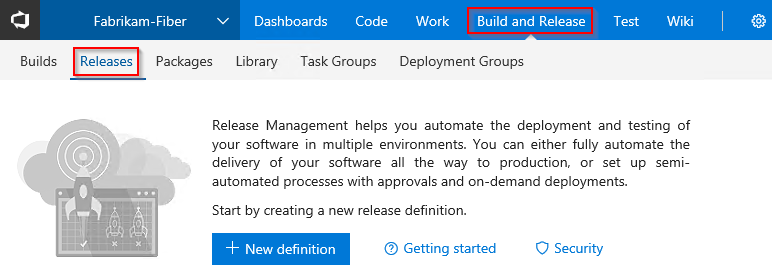 Fabrikam-Fiber Dashboards Code Work Build and Release Test Wiki
Builds Releases Packages Library Task Groups Deployment Groups
Release Management helps you automate the deployment and testing of
your software in multiple environments. You can either fully automate the
delivery of your software all the way to production, or set up semi-
automated processes with approvals and on-demand deployments.
Start by creating a new release definition.
+ New definition Getting started Security